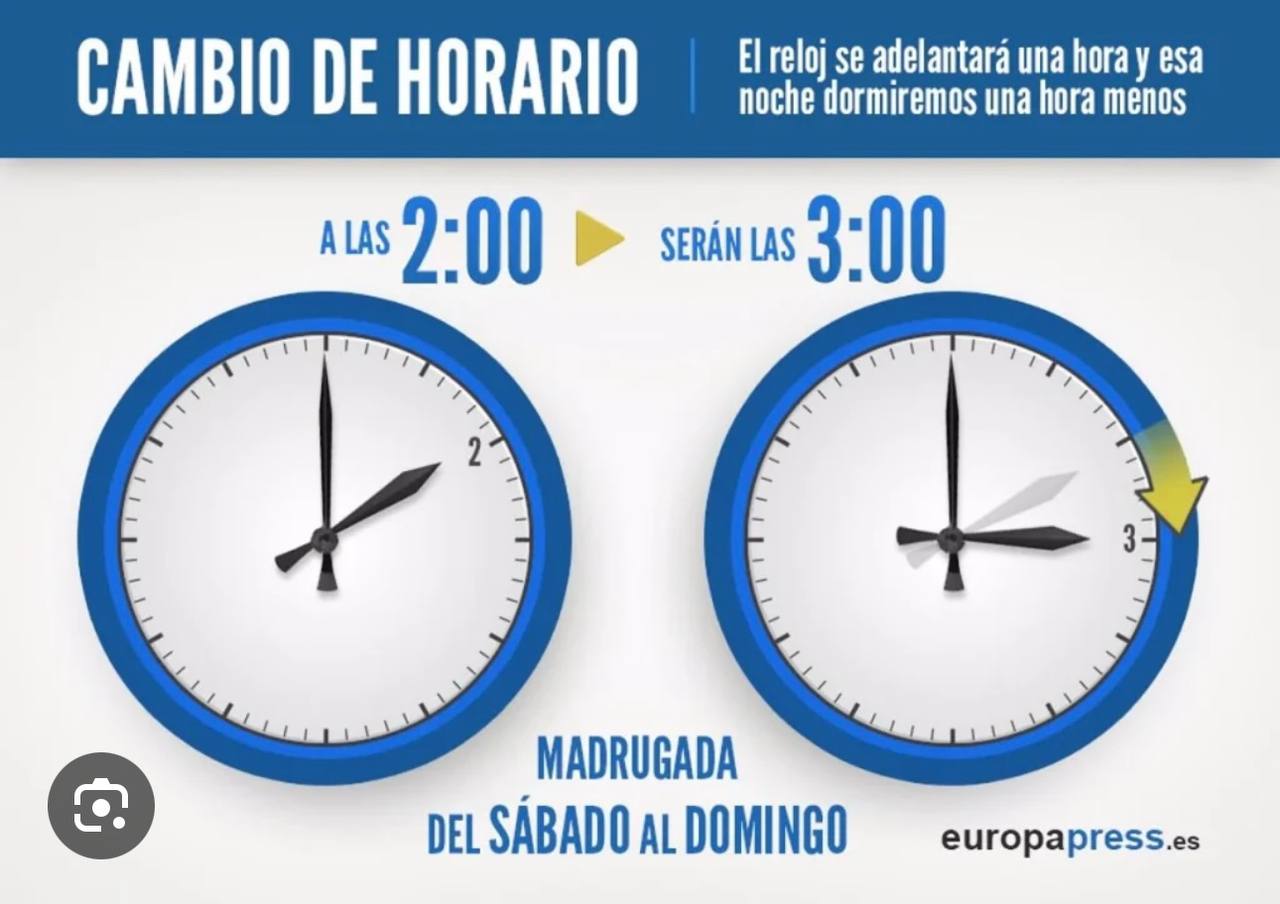 CAMBIO DE HORARIO
El reloj se adelantará una hora y esa
noche dormiremos una hora menos
A LAS 2:00
SERÁN LAS 3:00
2
3
MADRUGADA
DEL SÁBADO AL DOMINGO
europapress.es